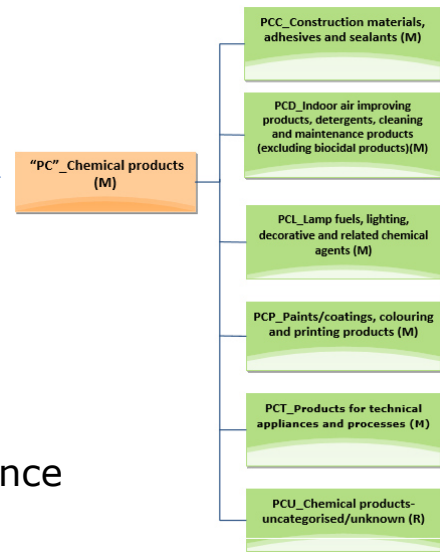 PCC_Construction materials,
adhesives and sealants (M)
PCD_Indoor air improving
products, detergents, cleaning
and maintenance products
(excluding biocidal products)(M)
“PC”_Chemical products
(M)
PCL_Lamp fuels, lighting,
decorative and related chemical
agents (M)
PCP_Paints/coatings, colouring
and printing products (M)
PCT_Products for technical
appliances and processes (M)
nce
PCU_Chemical products-
uncategorised/unknown (R)